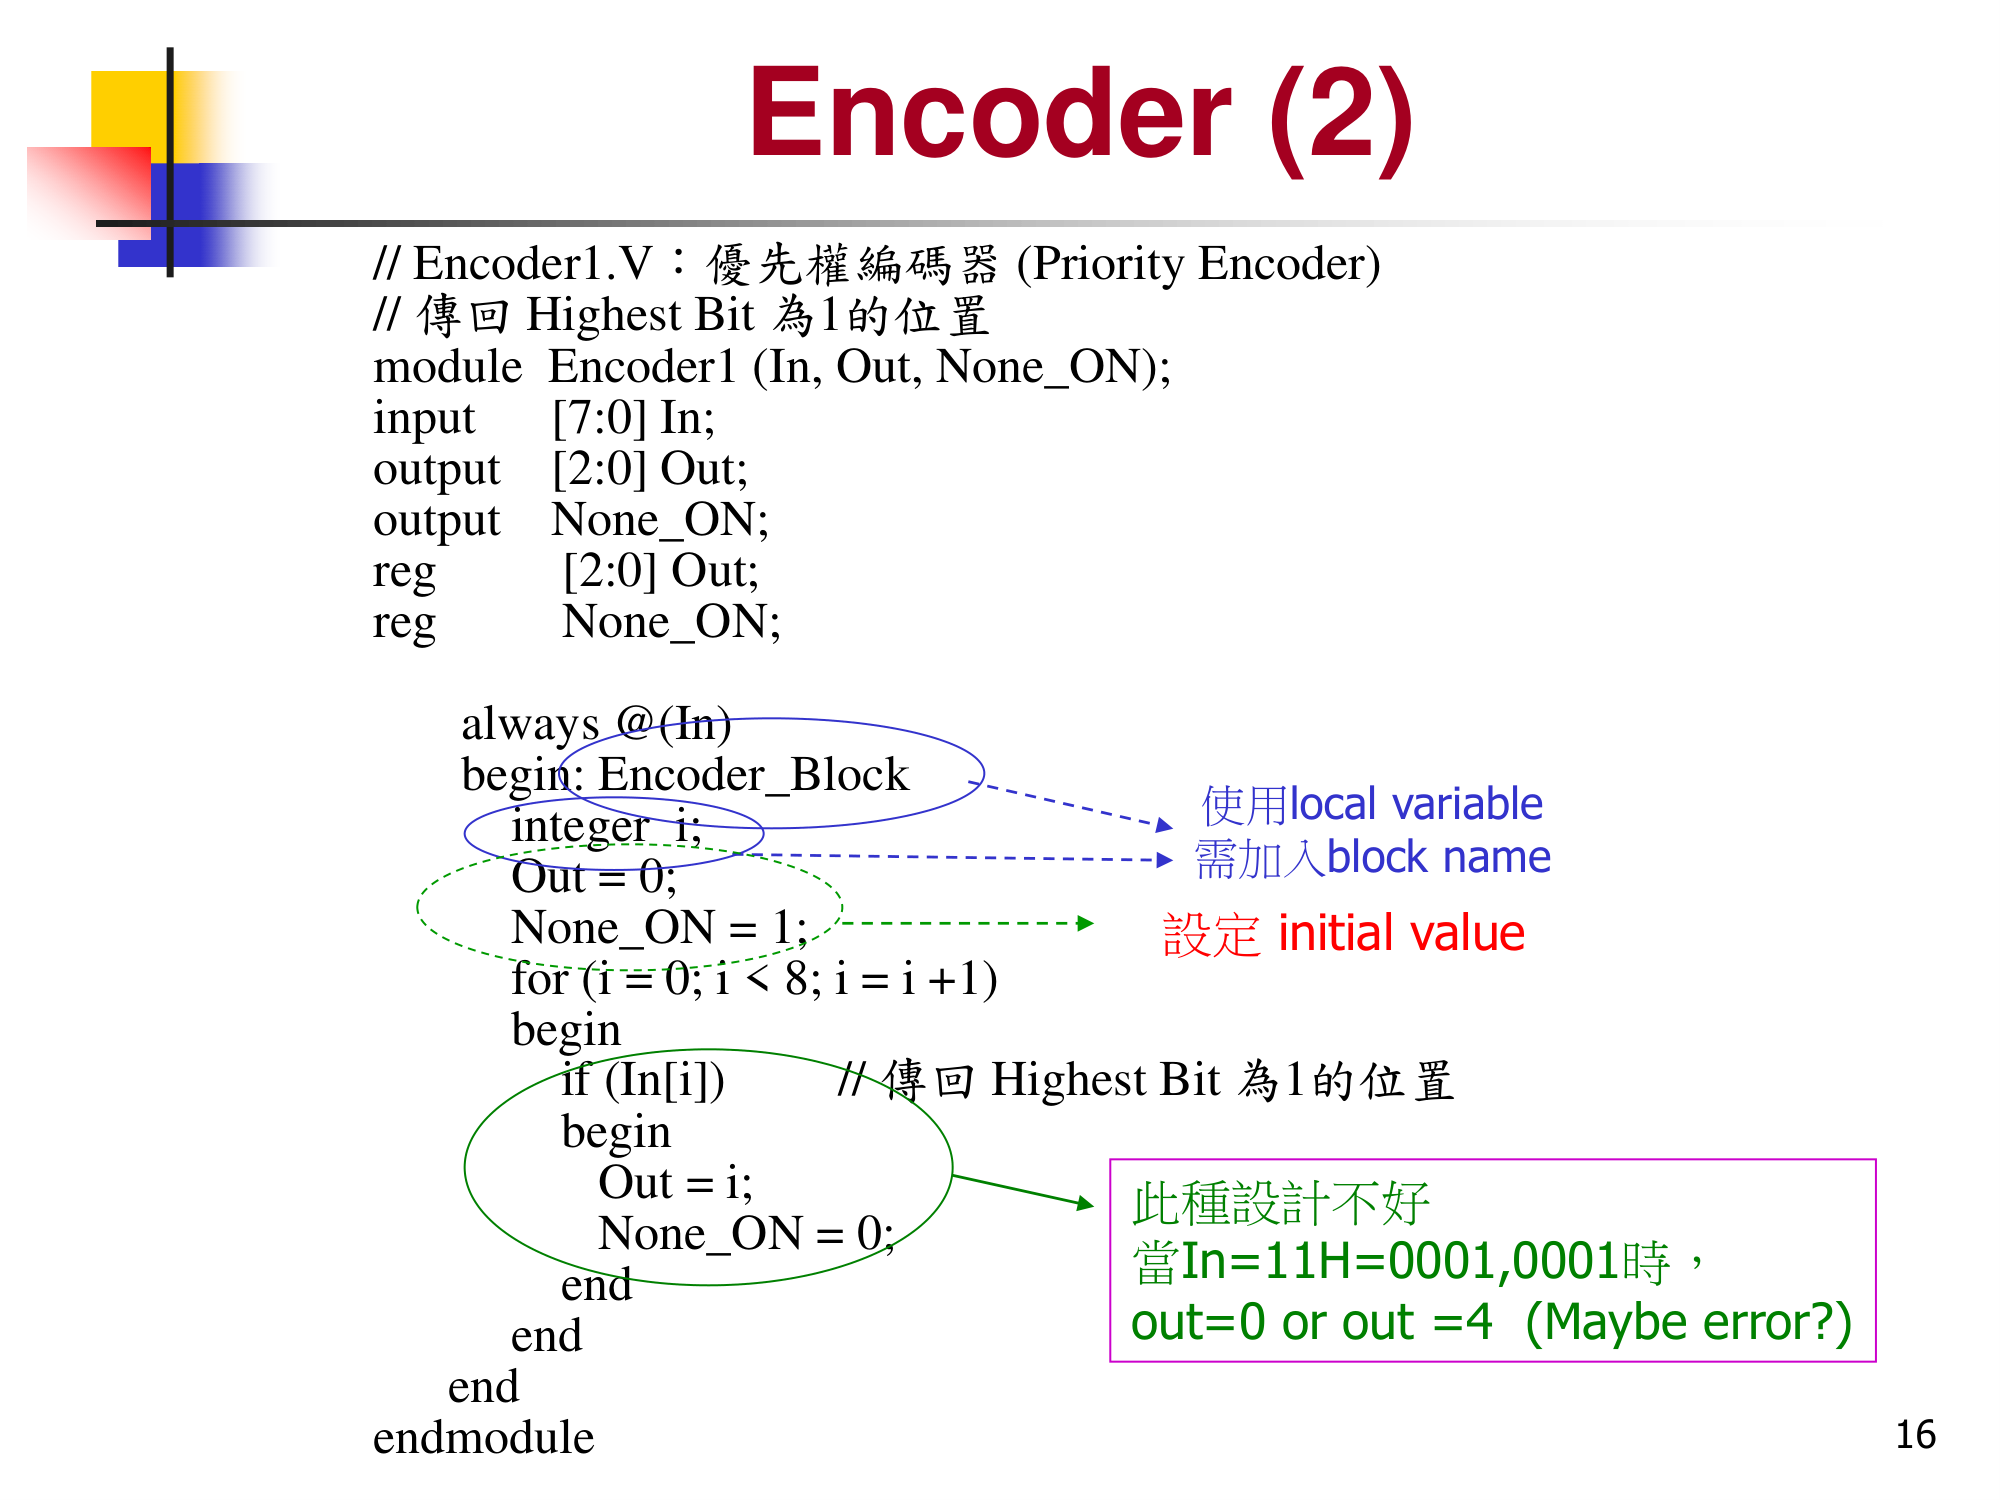 Encoder (2)
// Encoder1.V：優先權編碼器 (Priority Encoder)
// 傳回 Highest Bit 為1的位置
module  Encoder1 (In, Out, None_ON);
input [7:0] In;
output [2:0] Out;
output None_ON;
reg [2:0] Out;
reg None_ON;
always @(In)
begin: Encoder_Block
integer  i;
使用local variable
需加入block name
Out = 0;
None_ON = 1;
設定 initial value
for (i = 0; i < 8; i = i +1)
begin
if (In[i]) // 傳回 Highest Bit 為1的位置
begin
Out = i;
None_ON = 0;
end
end
end
endmodule
此種設計不好
當In=11H=0001,0001時，
out=0 or out =4  (Maybe error?)
16